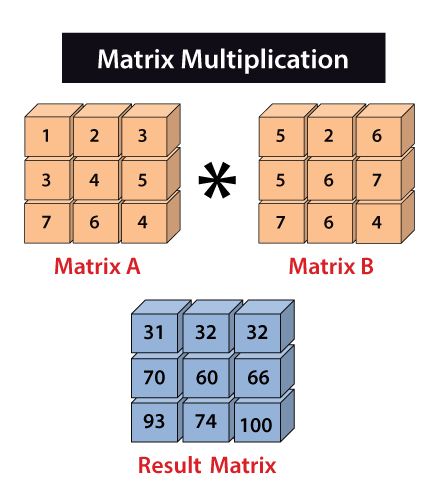 Matrix Multiplication
1 2 3
5 2 6
3 4 5
*
5 6 7
7 6 4
7 6 4
Matrix A
Matrix B
31 32 32
70 60 66
93 74 100
Result Matrix